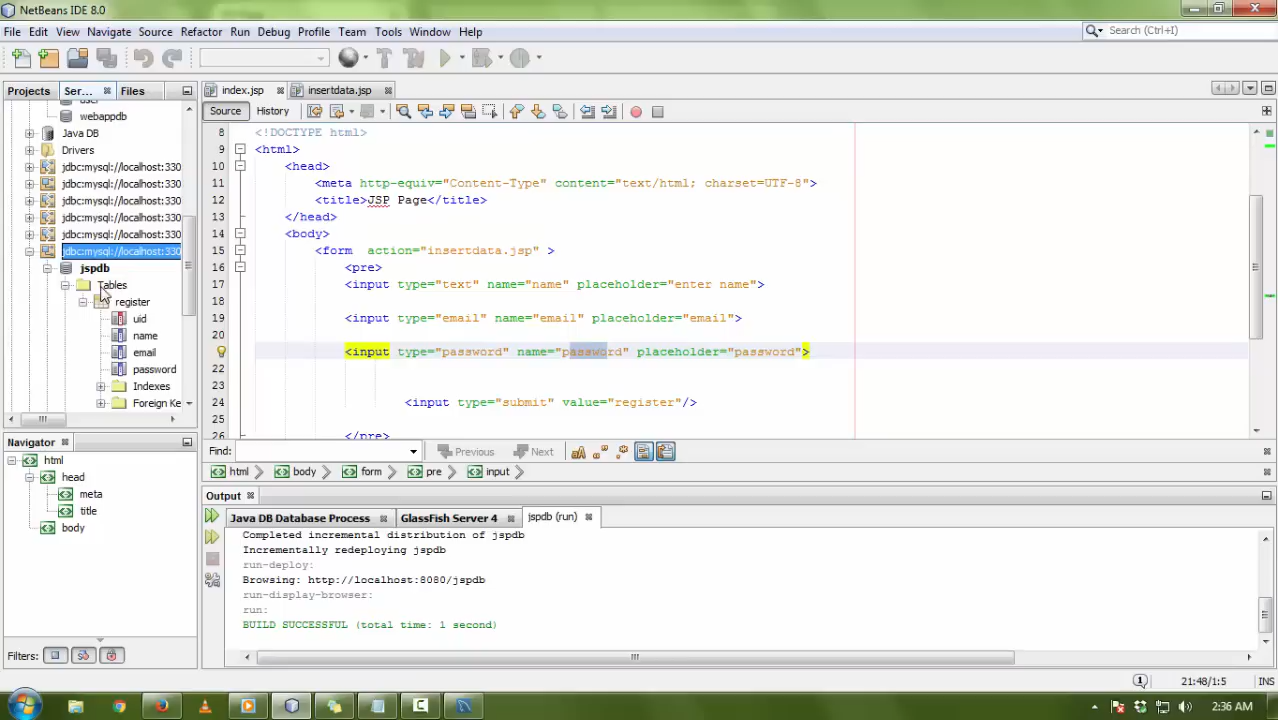 NetBeans IDE 8.0
File Edit View Navigate Source Refactor Run Debug Profile Team Tools Window Help
Search (Ctrl+I)
Projects Ser... Files
index.jsp insertdata.jsp
Source History
webappdb
Java DB
Drivers
jdbc:mysql://localhost:330
jdbc:mysql://localhost:330
jdbc:mysql://localhost:330
jdbc:mysql://localhost:330
jdbc:mysql://localhost:330
jdbc:mysql://localhost:330
jspdb
Tables
register
uid
name
email
password
Indexes
Foreign Ke
8 <!DOCTYPE html>
9 <html>
10 <head>
11 <meta http-equiv="Content-Type" content="text/html; charset=UTF-8">
12 <title>JSP Page</title>
13 </head>
14 <body>
15 <form action="insertdata.jsp" >
16 <pre>
17 <input type="text" name="name" placeholder="enter name">
18
19 <input type="email" name="email" placeholder="email">
20
<input type="password" name="password" placeholder="password">
22
23
24 <input type="submit" value="register"/>
25
26 </pre>
Find: Previous Next
html body form pre input
Navigator
html
head
meta
title
body
Filters:
Output
Java DB Database Process GlassFish Server 4 jspdb (run)
Completed incremental distribution of jspdb
Incrementally redeploying jspdb
run-deploy:
Browsing: http://localhost:8080/jspdb
run-display-browser:
run:
BUILD SUCCESSFUL (total time: 1 second)
1 21:48/1:5 INS
2:36 AM